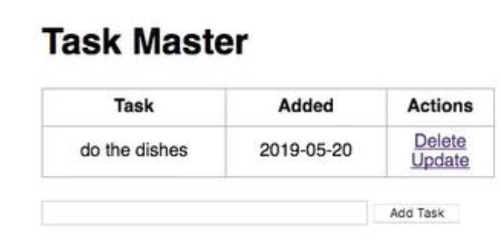 Task Master
Task Added Actions
do the dishes 2019-05-20 Delete
Update
Add Task